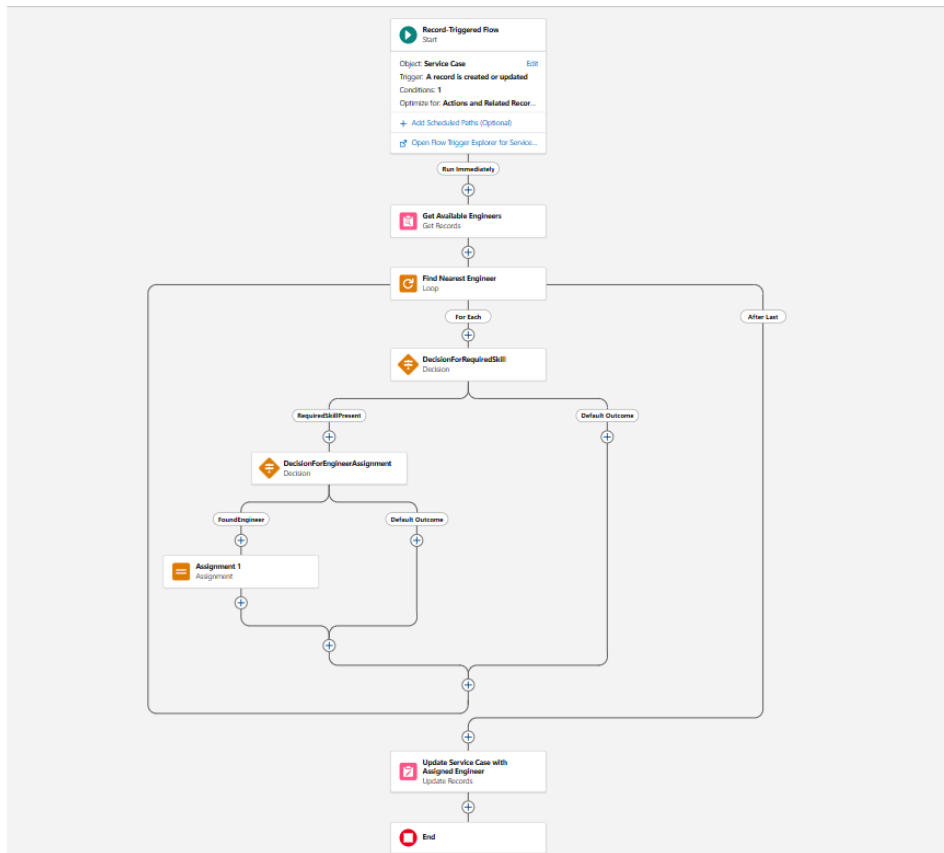 Record-Triggered Flow
Start
Object: Service Case Edit
Trigger: A record is created or updated
Conditions: 1
Optimize for: Actions and Related Recor...
+ Add Scheduled Paths (Optional)
Open Flow Trigger Explorer for Service...
Run Immediately
Get Available Engineers
Get Records
Find Nearest Engineer
Loop
For Each
After Last
DecisionForRequiredSkill
Decision
RequiredSkillPresent
Default Outcome
DecisionForEngineerAssignment
Decision
FoundEngineer
Default Outcome
Assignment 1
Assignment
Update Service Case with
Assigned Engineer
Update Records
End